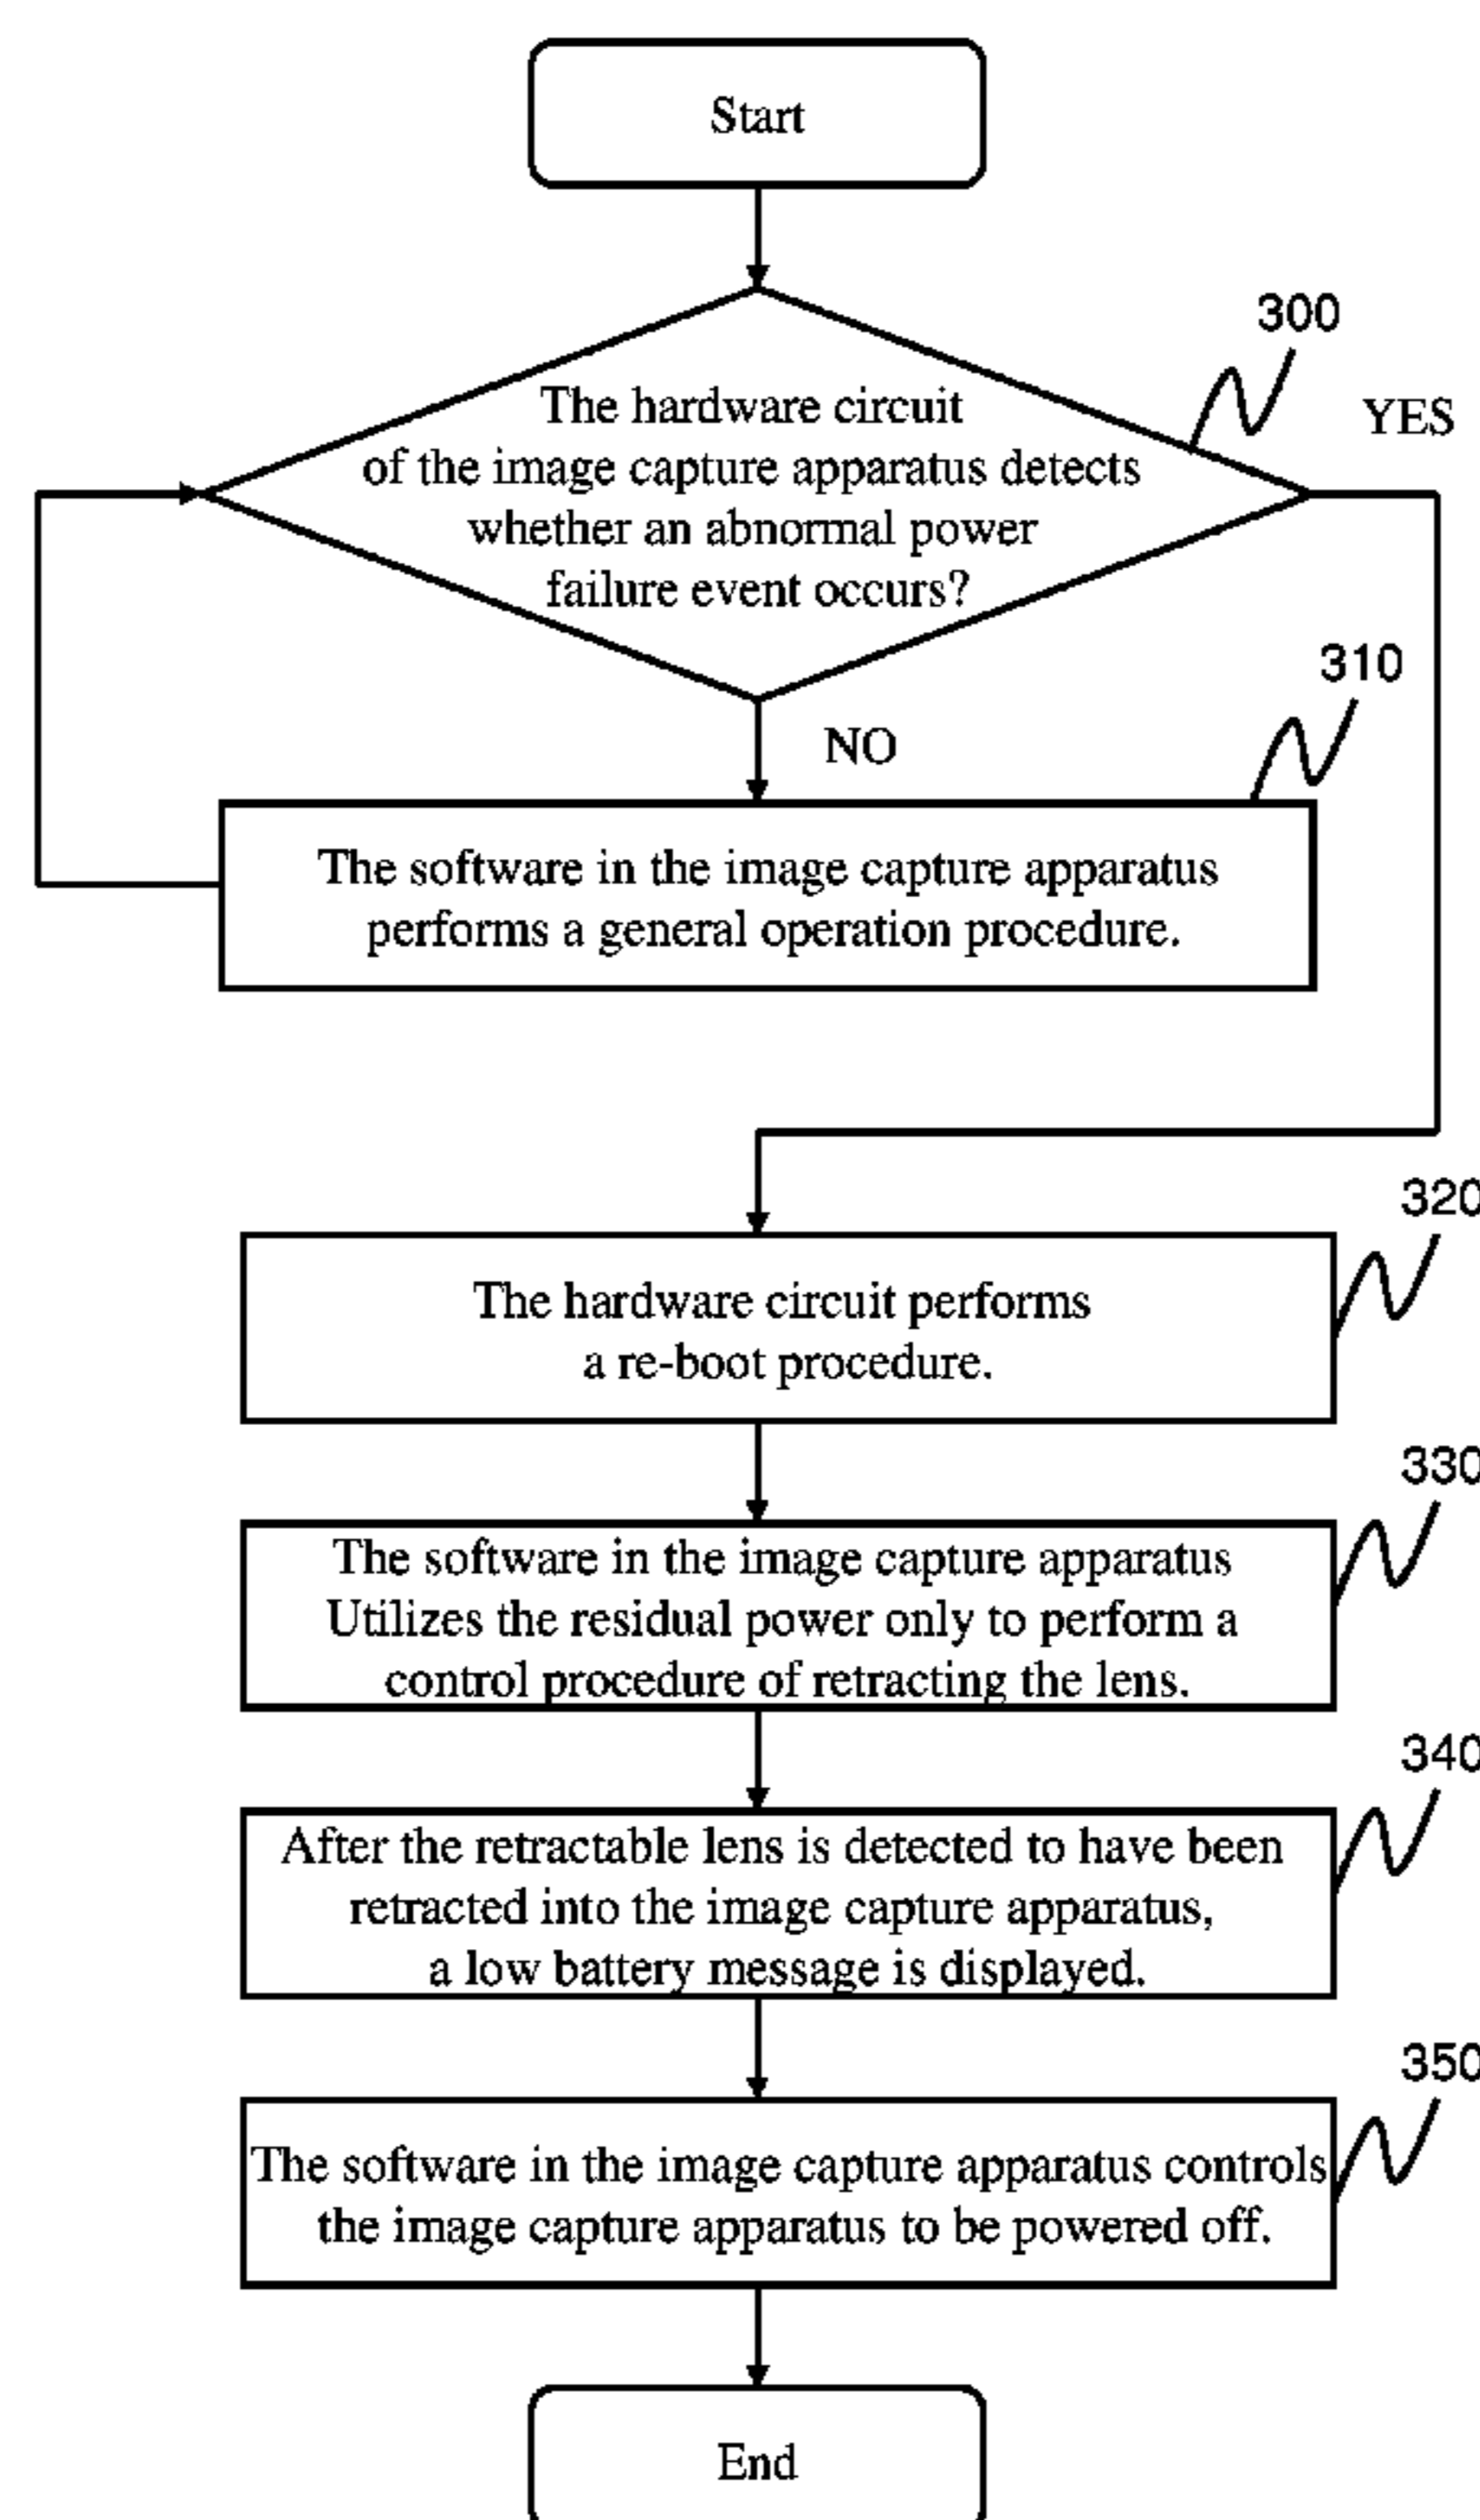 Start
300
The hardware circuit
of the image capture apparatus detects
whether an abnormal power
failure event occurs?
YES
NO
310
The software in the image capture apparatus
performs a general operation procedure.
320
The hardware circuit performs
a re-boot procedure.
330
The software in the image capture apparatus
Utilizes the residual power only to perform a
control procedure of retracting the lens.
340
After the retractable lens is detected to have been
retracted into the image capture apparatus,
a low battery message is displayed.
350
The software in the image capture apparatus controls
the image capture apparatus to be powered off.
End